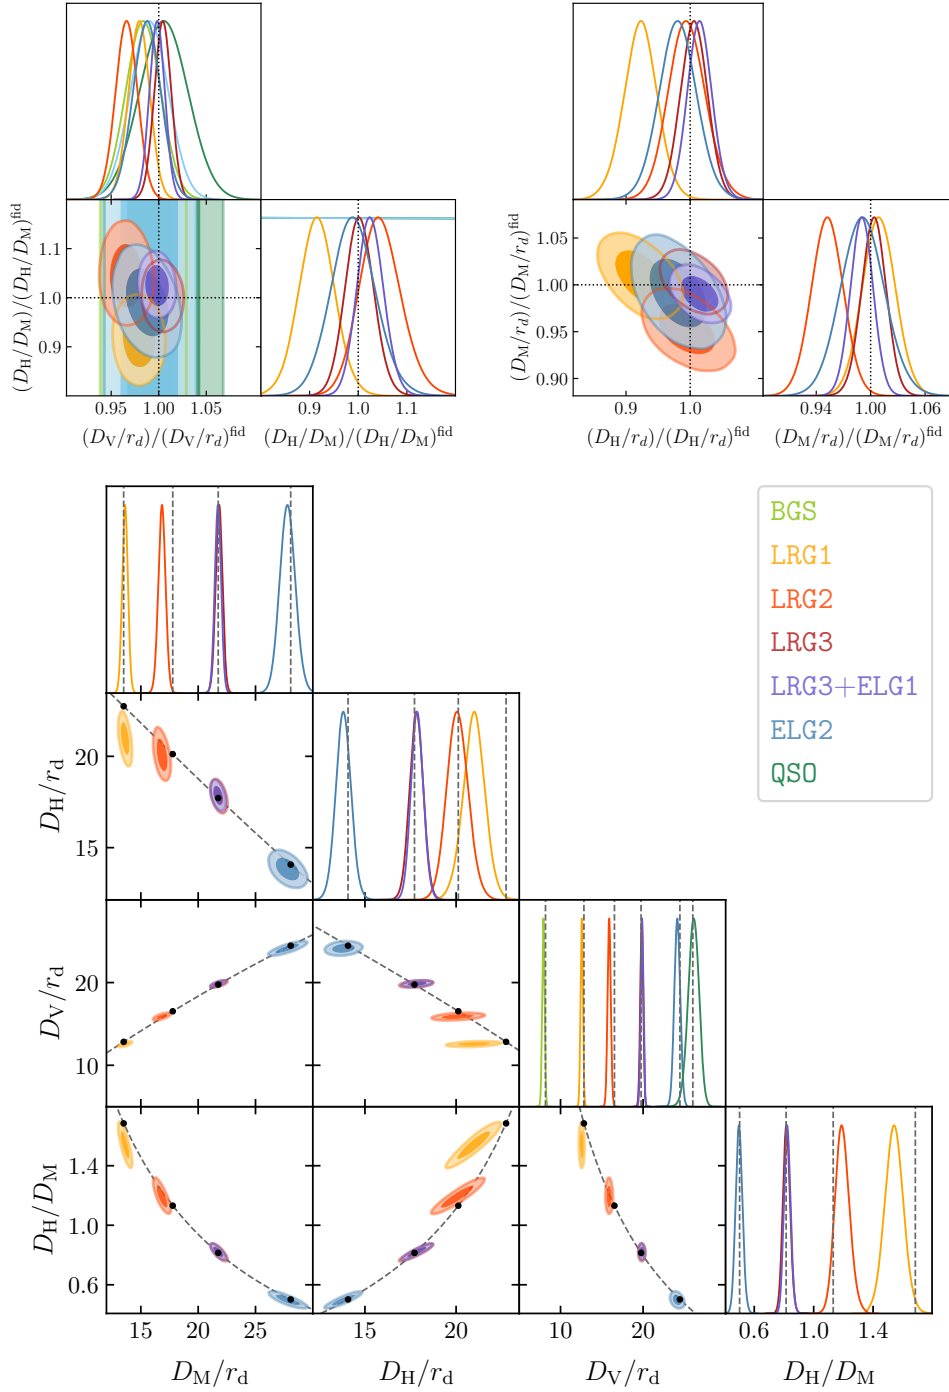 (D_H/D_M)/(D_H/D_M)^fid
1.1
1.0
0.9
0.95 1.00 1.05
(D_V/r_d)/(D_V/r_d)^fid
0.9 1.0 1.1
(D_H/D_M)/(D_H/D_M)^fid
(D_M/r_d)/(D_M/r_d)^fid
1.05
1.00
0.95
0.90
0.9 1.0
(D_H/r_d)/(D_H/r_d)^fid
0.94 1.00 1.06
(D_M/r_d)/(D_M/r_d)^fid
BGS
LRG1
LRG2
LRG3
LRG3+ELG1
ELG2
QSO
D_H/r_d
20
15
D_V/r_d
20
10
D_H/D_M
1.4
1.0
0.6
15 20 25
D_M/r_d
15 20
D_H/r_d
10 20
D_V/r_d
0.6 1.0 1.4
D_H/D_M